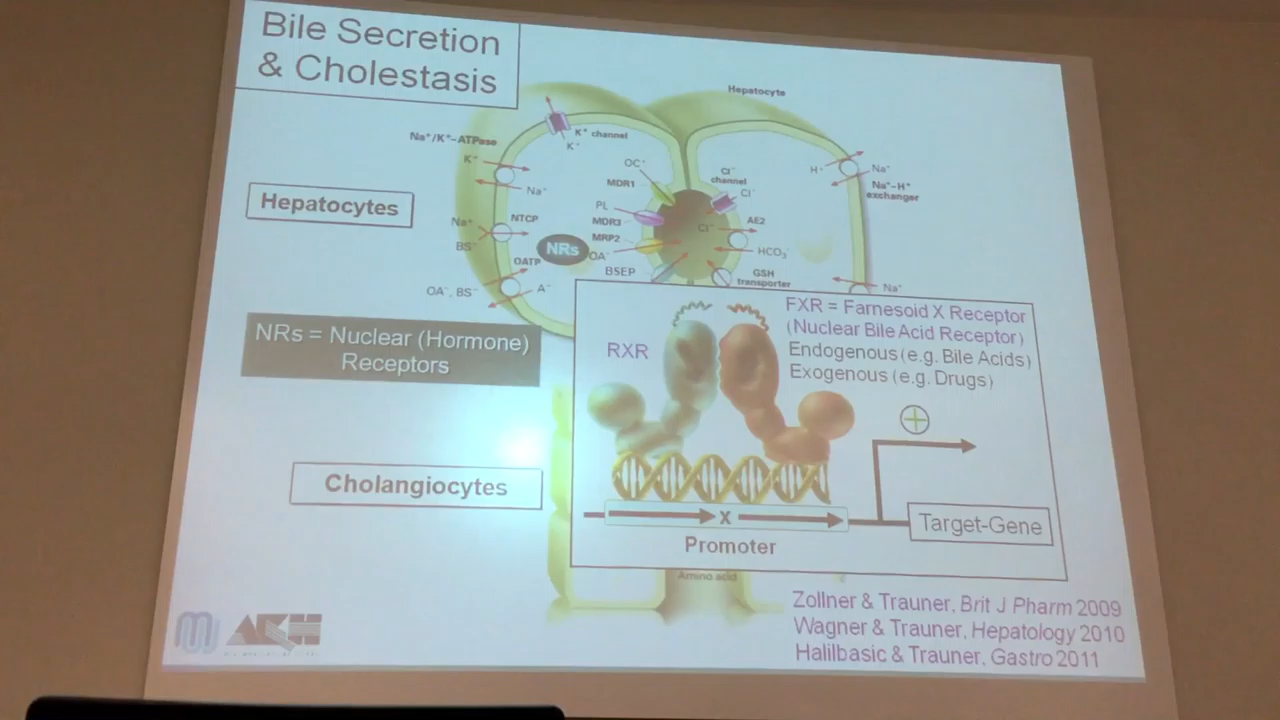 Bile Secretion
& Cholestasis
Hepatocyte
Na⁺/K⁺-ATPase
K⁺ channel
K⁺
K⁺
Na⁺
OC⁺
MDR1
PL
MDR3
MRP2
OA⁻
BSEP
Cl⁻
channel
Cl⁻
Cl⁻
AE2
HCO₃⁻
GSH
transporter
H⁺
Na⁺
Na⁺-H⁺
exchanger
Na⁺
Hepatocytes
Na⁺
NTCP
BS⁻
NRs
OATP
OA⁻, BS⁻
A⁻
NRs = Nuclear (Hormone)
Receptors
Cholangiocytes
RXR
FXR = Farnesoid X Receptor
(Nuclear Bile Acid Receptor)
Endogenous (e.g. Bile Acids)
Exogenous (e.g. Drugs)
+
X
Promoter
Target-Gene
Amino acid
Zollner & Trauner, Brit J Pharm 2009
Wagner & Trauner, Hepatology 2010
Halilbasic & Trauner, Gastro 2011
AKH